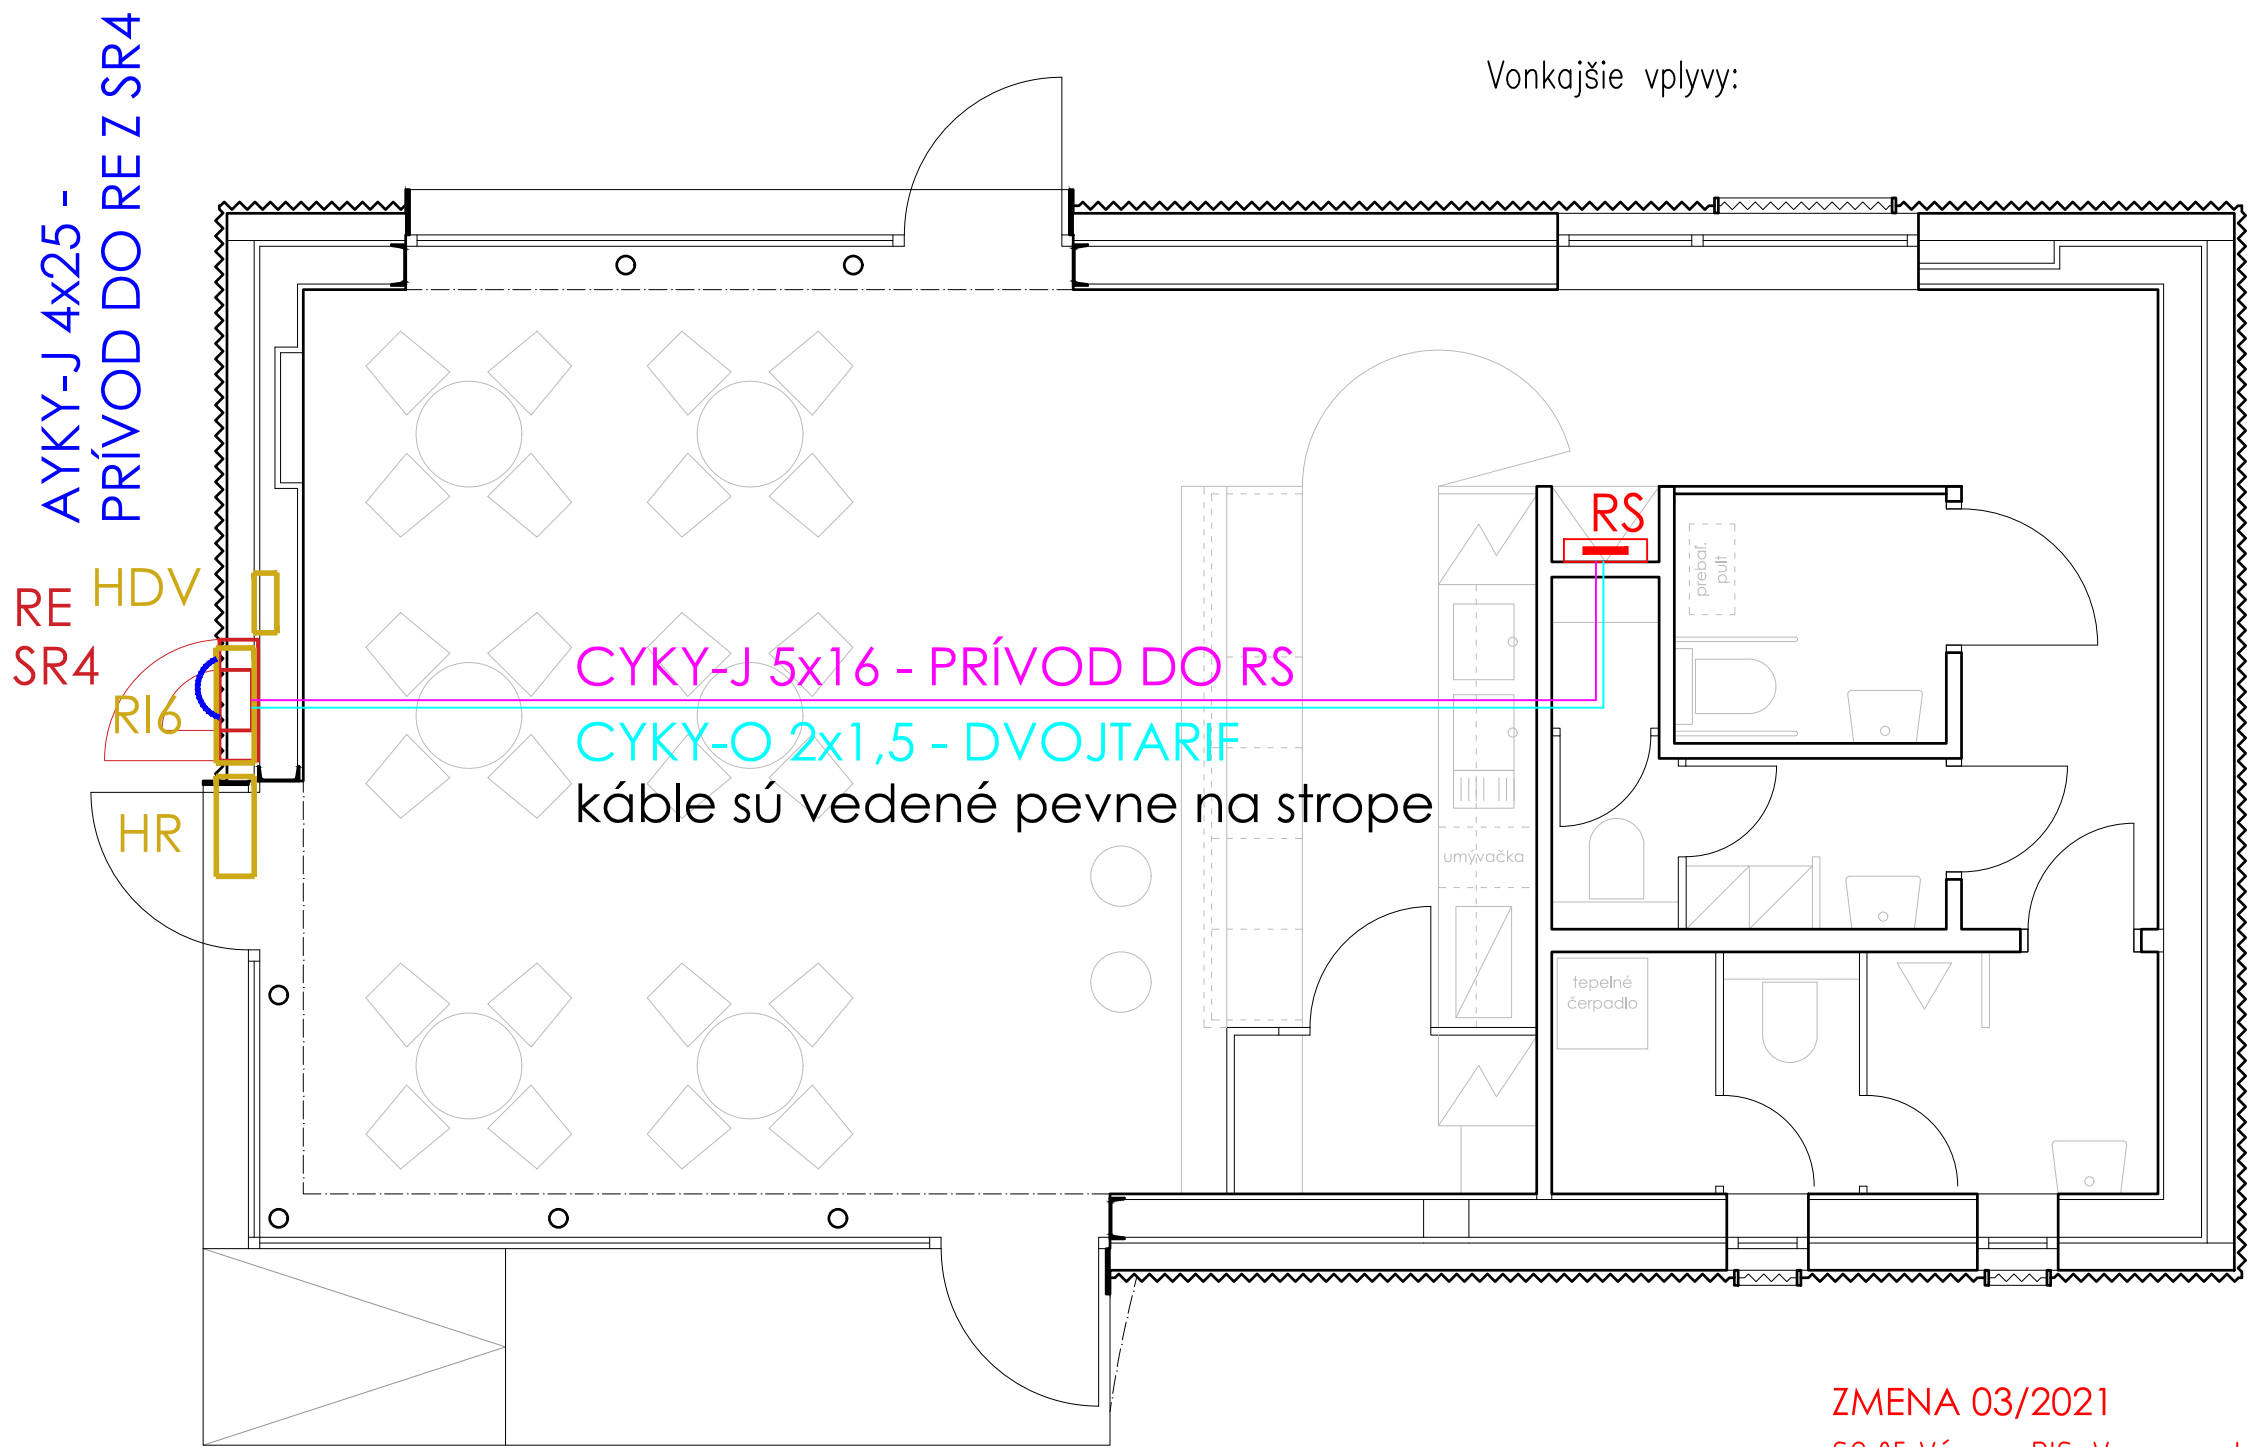 Vonkajšie vplyvy:
AYKY-J 4x25 -
PRÍVOD DO RE Z SR4
RS
prebaľ.
pult
HDV
RE
SR4
RI6
HR
CYKY-J 5x16 - PRÍVOD DO RS
CYKY-O 2x1,5 - DVOJTARIF
káble sú vedené pevne na strope
umývačka
tepelné
čerpadlo
ZMENA 03/2021